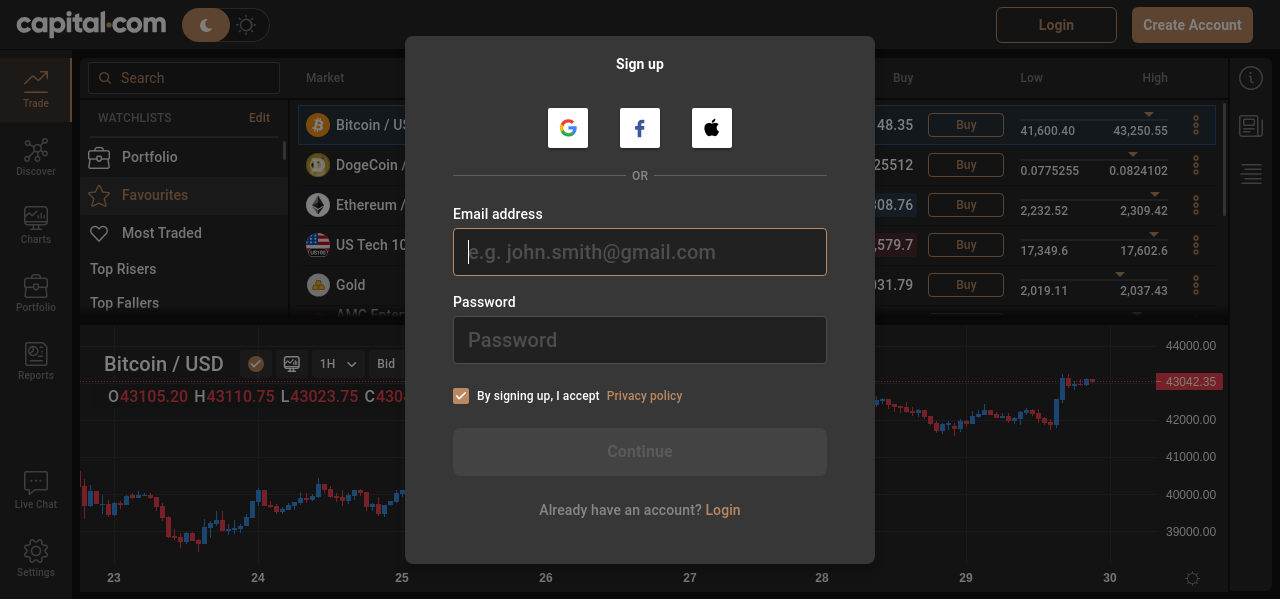 capital.com
Login
Create Account
Search
Market
Buy
Low
High
Trade
WATCHLISTS
Edit
Portfolio
Favourites
Most Traded
Top Risers
Top Fallers
Discover
Charts
Portfolio
Reports
Live Chat
Settings
Bitcoin / US
48.35
Buy
41,600.40
43,250.55
DogeCoin /
25512
Buy
0.0775255
0.0824102
Ethereum /
308.76
Buy
2,232.52
2,309.42
US100
US Tech 10
,579.7
Buy
17,349.6
17,602.6
Gold
031.79
Buy
2,019.11
2,037.43
Sign up
OR
Email address
e.g. john.smith@gmail.com
Password
Password
By signing up, I accept Privacy policy
Continue
Already have an account? Login
Bitcoin / USD
1H
Bid
O43105.20 H43110.75 L43023.75 C4304
44000.00
43042.35
42000.00
41000.00
40000.00
39000.00
23
24
25
26
27
28
29
30